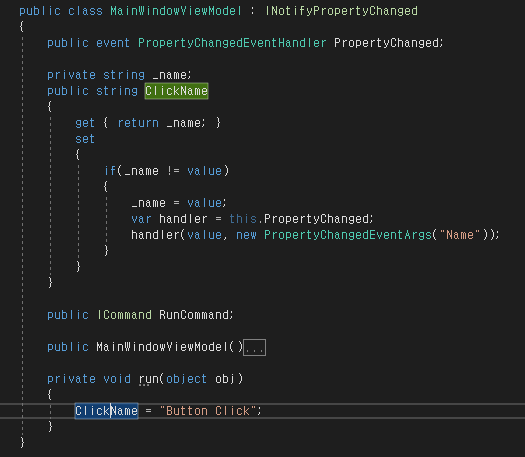 public class MainWindowViewModel : INotifyPropertyChanged
{
public event PropertyChangedEventHandler PropertyChanged;
private string _name;
public string ClickName
{
get { return _name; }
set
{
if(_name != value)
{
_name = value;
var handler = this.PropertyChanged;
handler(value, new PropertyChangedEventArgs("Name"));
}
}
}
public ICommand RunCommand;
public MainWindowViewModel()...
private void run(object obj)
{
ClickName = "Button Click";
}
}